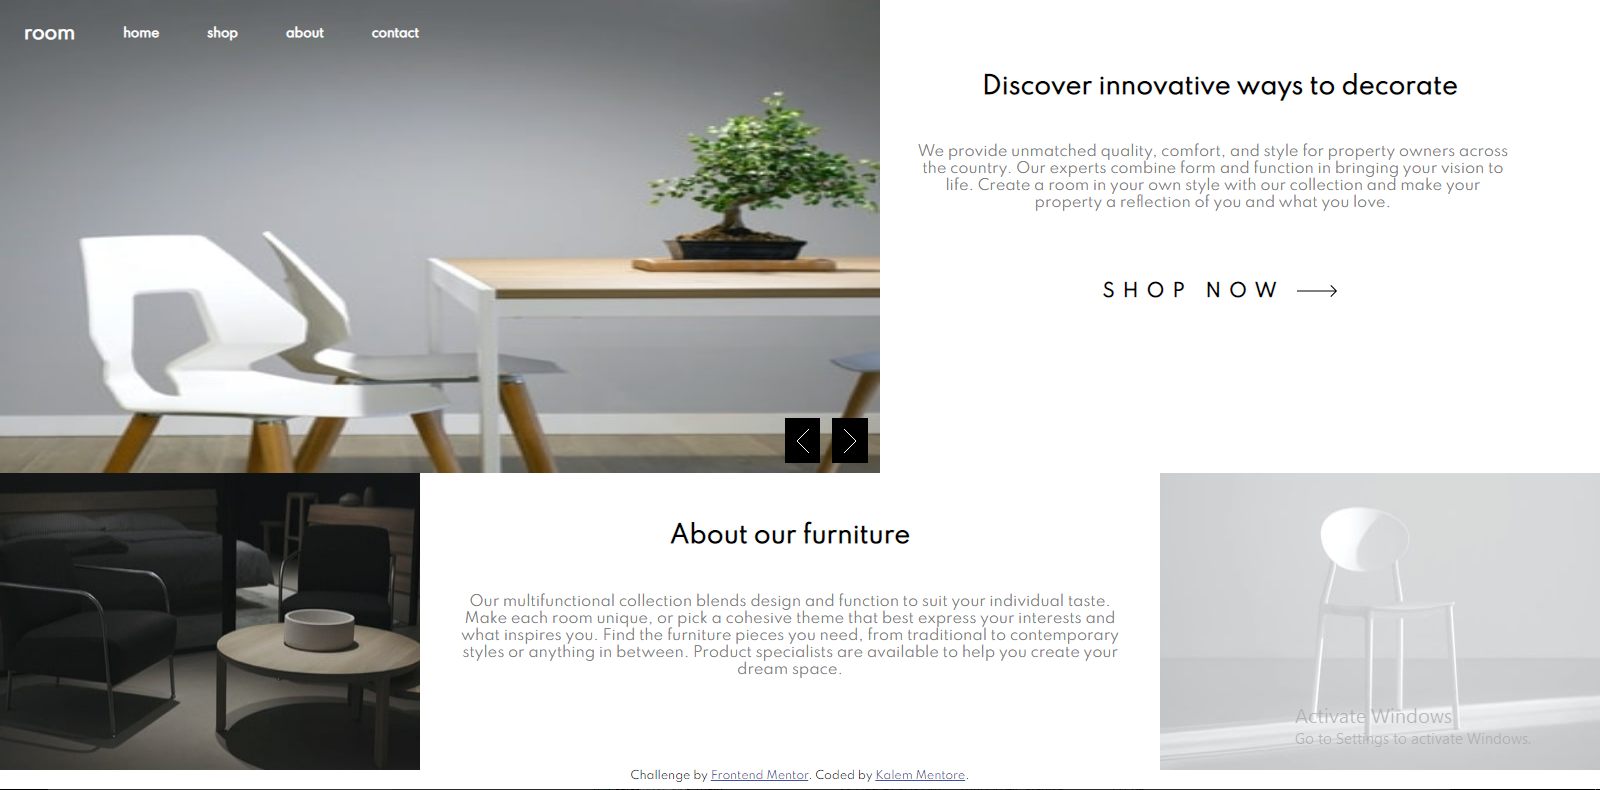 room home shop about contact
Discover innovative ways to decorate
We provide unmatched quality, comfort, and style for property owners across
the country. Our experts combine form and function in bringing your vision to
life. Create a room in your own style with our collection and make your
property a reflection of you and what you love.
SHOP NOW
About our furniture
Our multifunctional collection blends design and function to suit your individual taste.
Make each room unique, or pick a cohesive theme that best express your interests and
what inspires you. Find the furniture pieces you need, from traditional to contemporary
styles or anything in between. Product specialists are available to help you create your
dream space.
Activate Windows
Go to Settings to activate Windows.
Challenge by Frontend Mentor. Coded by Kalem Mentore.